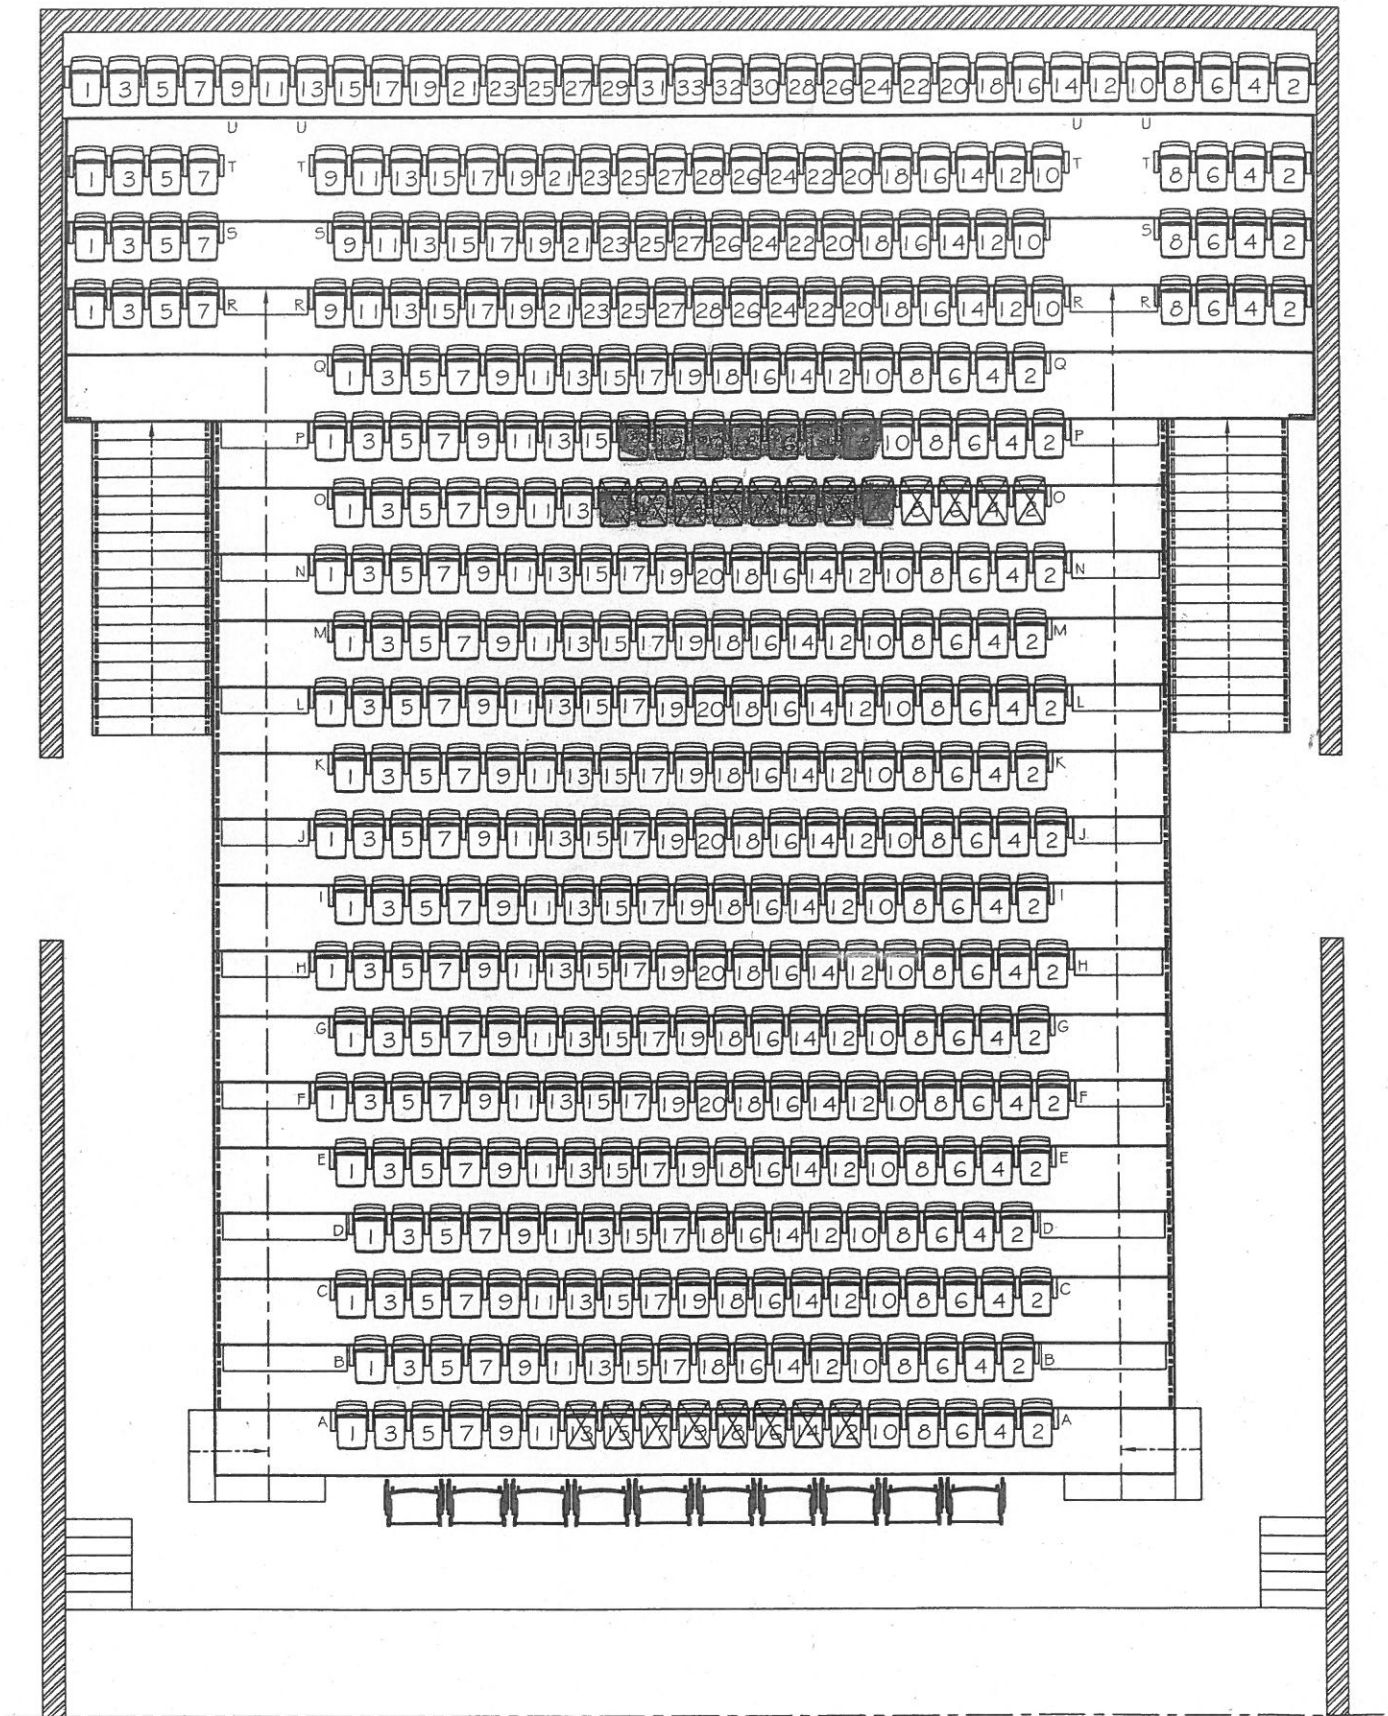 1 3 5 7 9 11 13 15 17 19 21 23 25 27 29 31 33 32 30 28 26 24 22 20 18 16 14 12 10 8 6 4 2
U U U U
1 3 5 7 T T 9 11 13 15 17 19 21 23 25 27 28 26 24 22 20 18 16 14 12 10 T T 8 6 4 2
1 3 5 7 S S 9 11 13 15 17 19 21 23 25 27 26 24 22 20 18 16 14 12 10 S 8 6 4 2
1 3 5 7 R R 9 11 13 15 17 19 21 23 25 27 28 26 24 22 20 18 16 14 12 10 R R 8 6 4 2
Q 1 3 5 7 9 11 13 15 17 19 18 16 14 12 10 8 6 4 2 Q
P 1 3 5 7 9 11 13 15 10 8 6 4 2 P
O 1 3 5 7 9 11 13 8 6 4 2 O
N 1 3 5 7 9 11 13 15 17 19 20 18 16 14 12 10 8 6 4 2 N
M 1 3 5 7 9 11 13 15 17 19 18 16 14 12 10 8 6 4 2 M
L 1 3 5 7 9 11 13 15 17 19 20 18 16 14 12 10 8 6 4 2 L
K 1 3 5 7 9 11 13 15 17 19 18 16 14 12 10 8 6 4 2 K
J 1 3 5 7 9 11 13 15 17 19 20 18 16 14 12 10 8 6 4 2 J
I 1 3 5 7 9 11 13 15 17 19 18 16 14 12 10 8 6 4 2 I
H 1 3 5 7 9 11 13 15 17 19 20 18 16 14 12 10 8 6 4 2 H
G 1 3 5 7 9 11 13 15 17 19 18 16 14 12 10 8 6 4 2 G
F 1 3 5 7 9 11 13 15 17 19 20 18 16 14 12 10 8 6 4 2 F
E 1 3 5 7 9 11 13 15 17 19 18 16 14 12 10 8 6 4 2 E
D 1 3 5 7 9 11 13 15 17 18 16 14 12 10 8 6 4 2 D
C 1 3 5 7 9 11 13 15 17 19 18 16 14 12 10 8 6 4 2 C
B 1 3 5 7 9 11 13 15 17 18 16 14 12 10 8 6 4 2 B
A 1 3 5 7 9 11 13 15 17 19 18 16 14 12 10 8 6 4 2 A